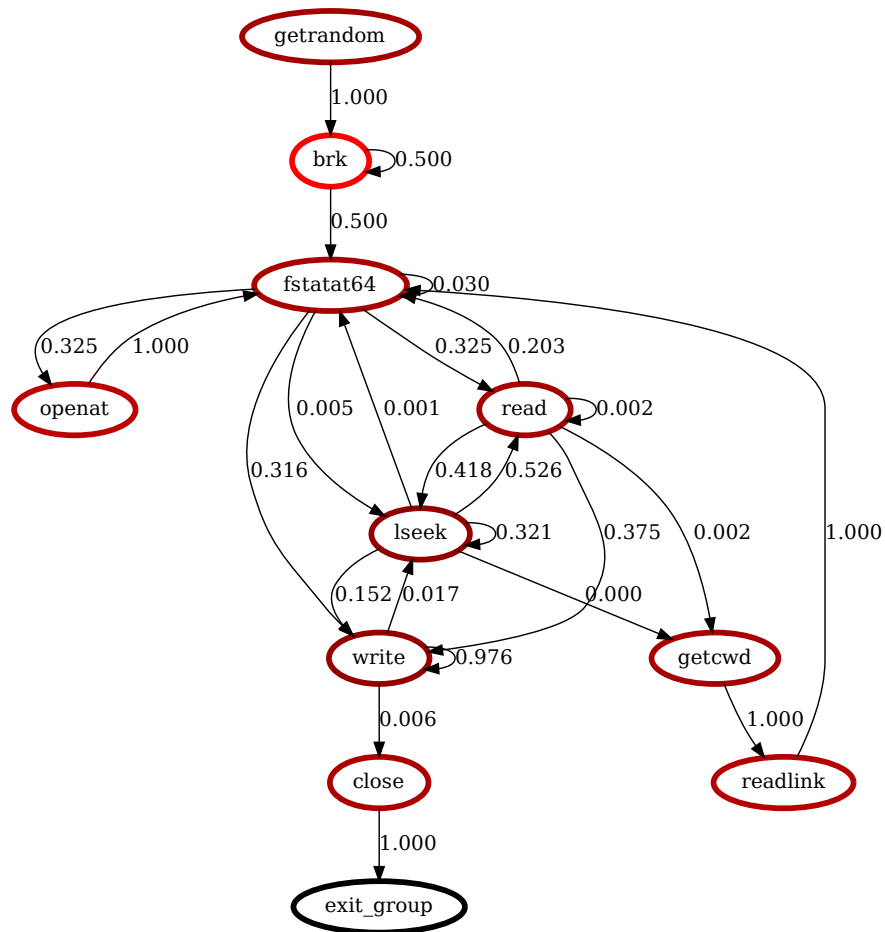 getrandom
1.000
brk
0.500
0.500
fstatat64
0.030
0.325
1.000
0.325
0.203
openat
0.005
0.001
read
0.002
0.316
0.418
0.526
lseek
0.321
0.375
0.002
1.000
0.152
0.017
0.000
write
0.976
getcwd
0.006
1.000
close
readlink
1.000
exit_group